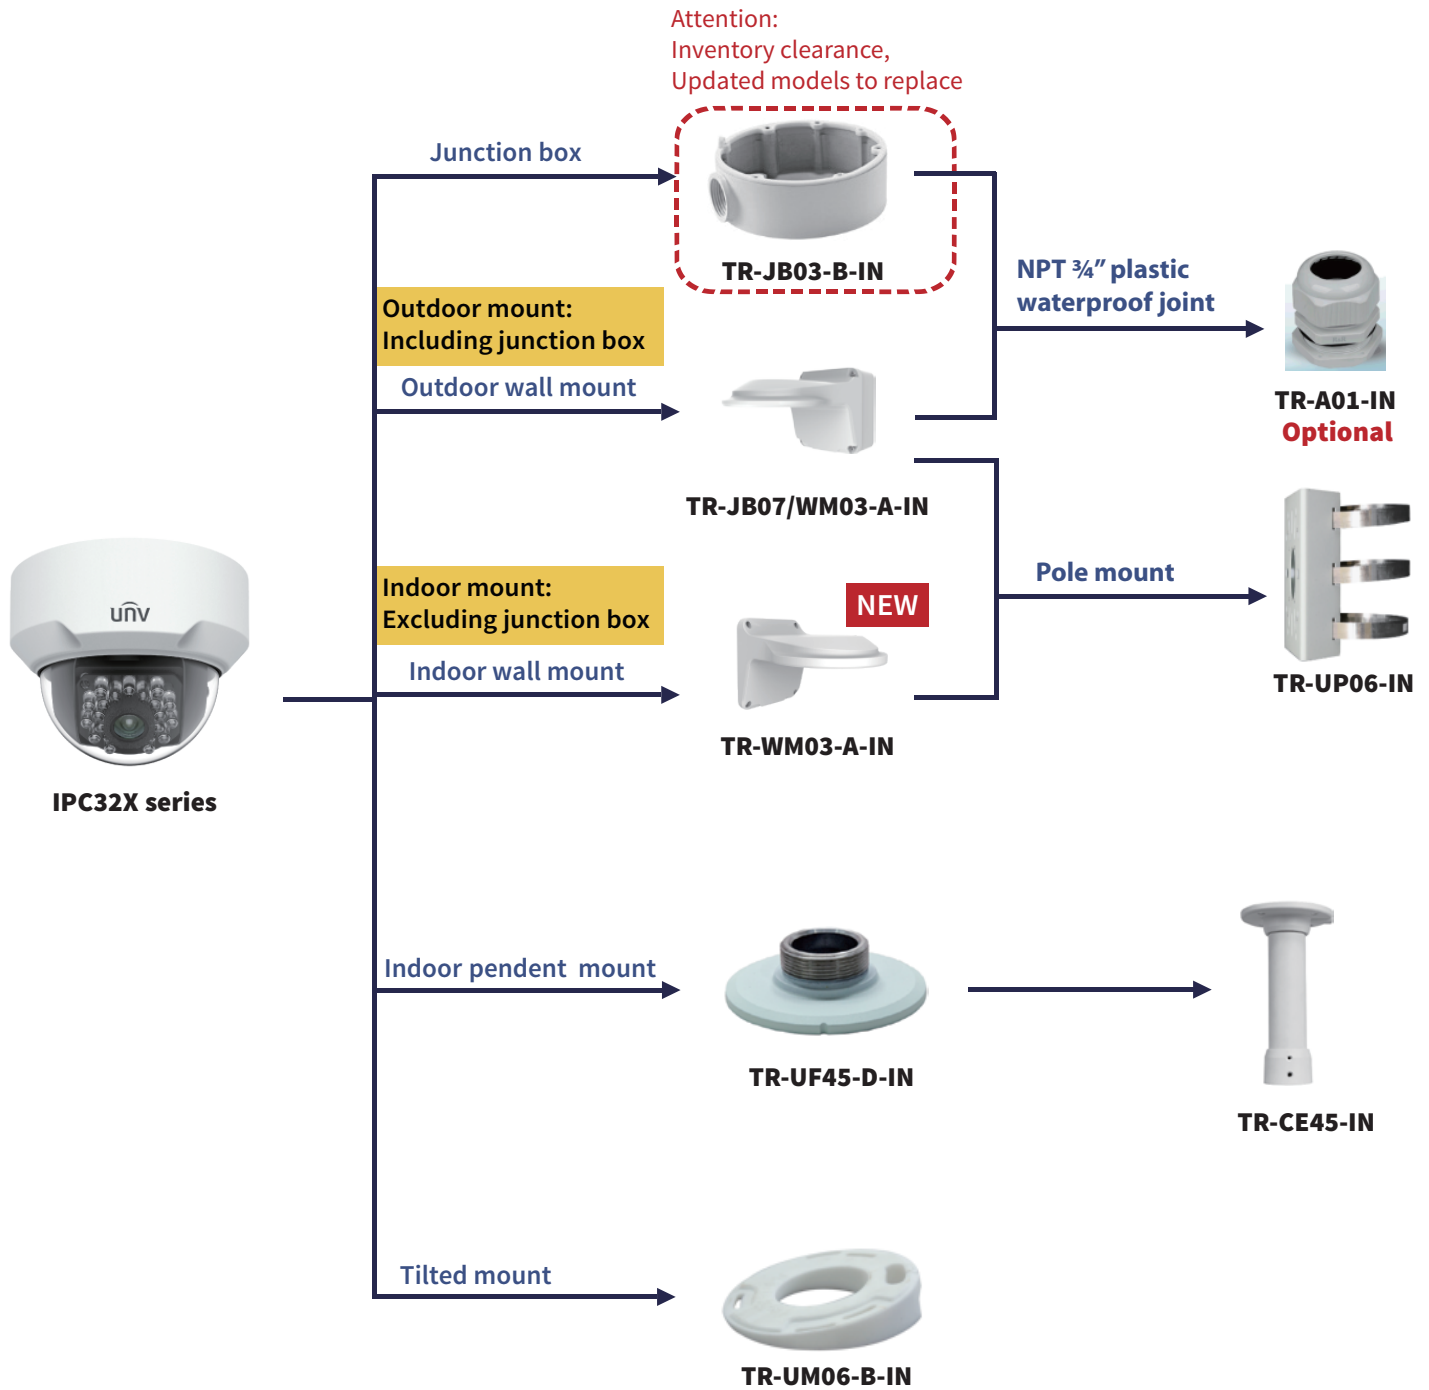 Attention:
Inventory clearance,
Updated models to replace
Junction box
TR-JB03-B-IN
NPT ¾” plastic
waterproof joint
TR-A01-IN
Optional
Outdoor mount:
Including junction box
Outdoor wall mount
TR-JB07/WM03-A-IN
Indoor mount:
Excluding junction box
NEW
Indoor wall mount
TR-WM03-A-IN
Pole mount
TR-UP06-IN
unv
IPC32X series
Indoor pendent mount
TR-UF45-D-IN
TR-CE45-IN
Tilted mount
TR-UM06-B-IN